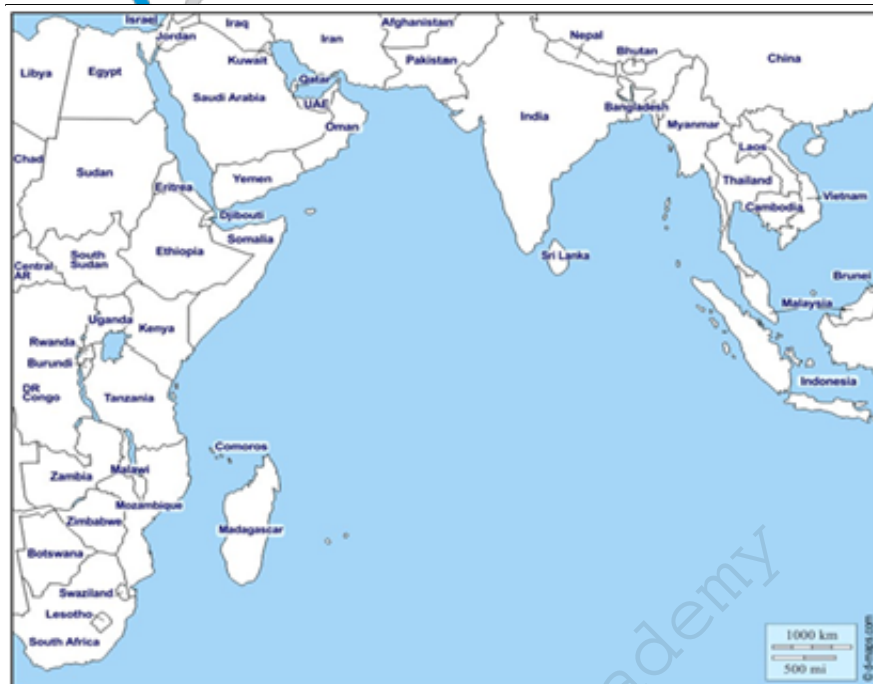 Israel
Iraq
Iran
Afghanistan
Jordan
Kuwait
Pakistan
Nepal
Bhutan
China
Libya
Egypt
Saudi Arabia
Qatar
UAE
Oman
India
Bangladesh
Myanmar
Laos
Chad
Sudan
Eritrea
Yemen
Thailand
Vietnam
Cambodia
Djibouti
Somalia
Ethiopia
South
Sudan
Central
AR
Sri Lanka
Brunei
Malaysia
Uganda
Kenya
Rwanda
Burundi
DR
Congo
Tanzania
Indonesia
Comoros
Malawi
Zambia
Mozambique
Zimbabwe
Madagascar
Botswana
Swaziland
Lesotho
South Africa
ademy
1000 km
500 mi
© d-maps.com